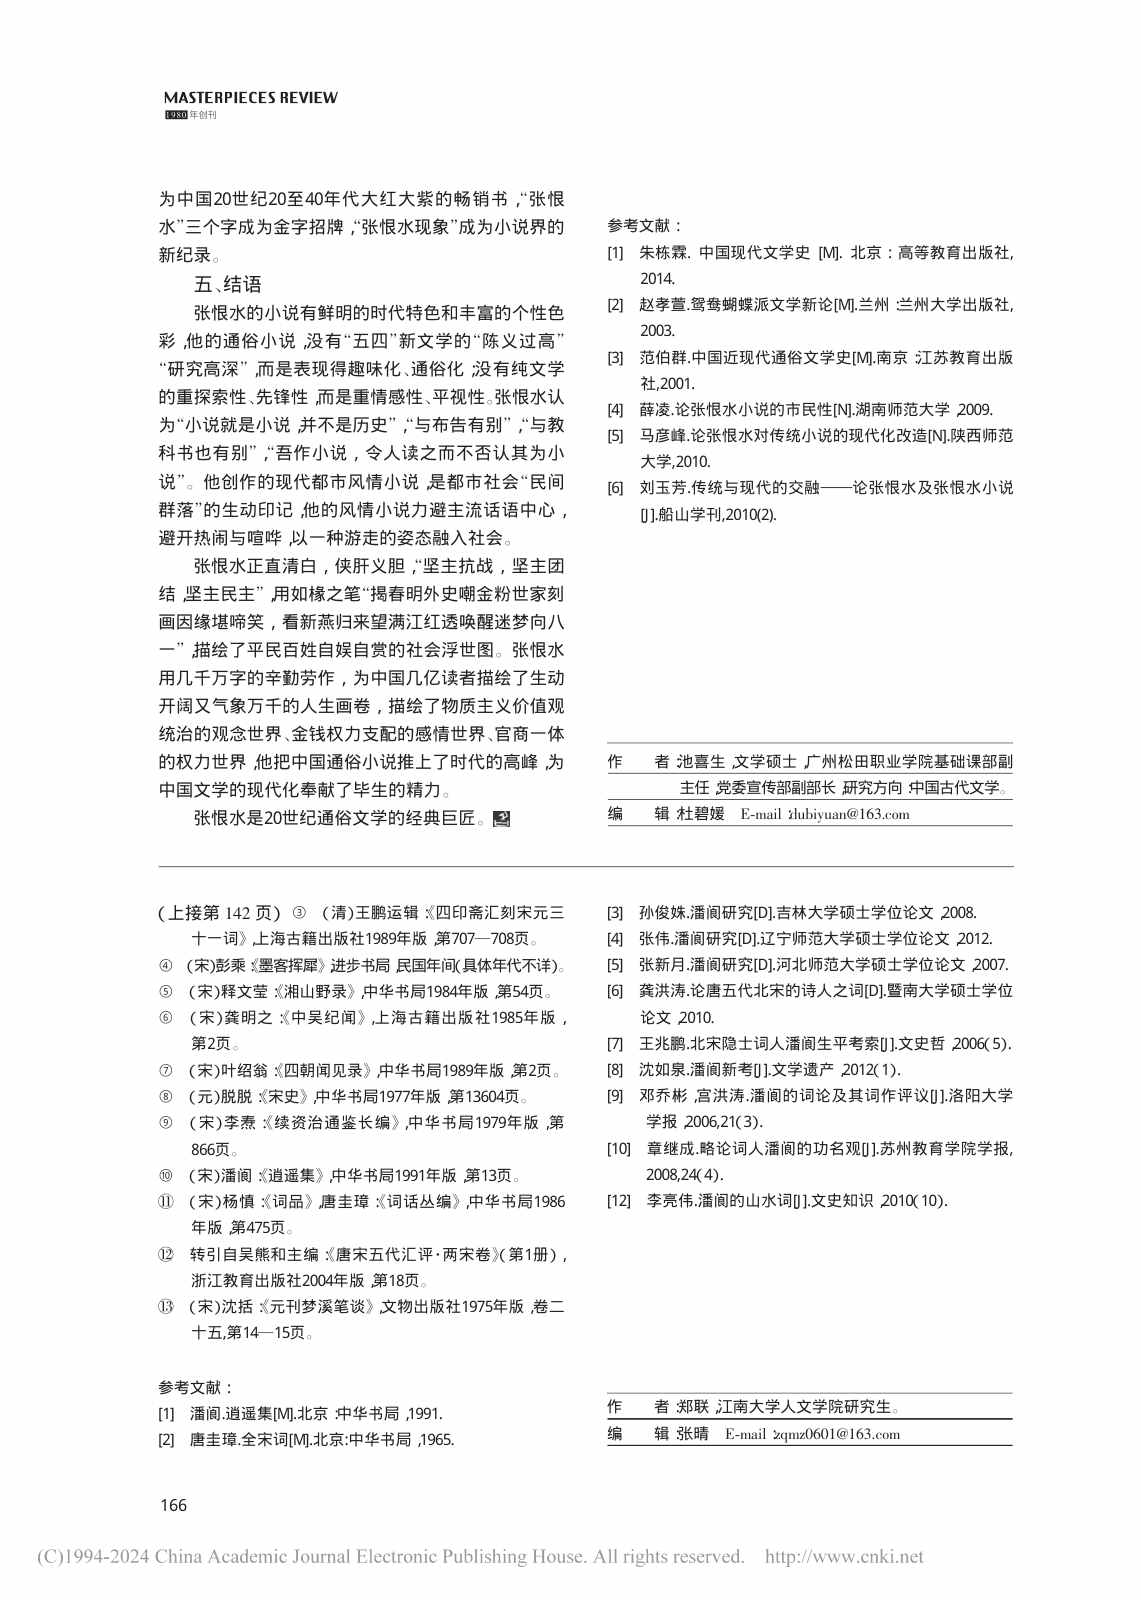 MASTERPIECES REVIEW
1980年创刊
为中国20世纪20至40年代大红大紫的畅销书,“张恨
水”三个字成为金字招牌,“张恨水现象”成为小说界的
新纪录。
五、结语
张恨水的小说有鲜明的时代特色和丰富的个性色
彩,他的通俗小说,没有“五四”新文学的“陈义过高”
“研究高深”,而是表现得趣味化、通俗化;没有纯文学
的重探索性、先锋性,而是重情感性、平视性。张恨水认
为“小说就是小说,并不是历史”,“与布告有别”,“与教
科书也有别”,“吾作小说,令人读之而不否认其为小
说”。他创作的现代都市风情小说,是都市社会“民间
群落”的生动印记,他的风情小说力避主流话语中心,
避开热闹与喧哗,以一种游走的姿态融入社会。
张恨水正直清白,侠肝义胆,“坚主抗战,坚主团
结,坚主民主”,用如椽之笔“揭春明外史嘲金粉世家刻
画因缘堪啼笑,看新燕归来望满江红透唤醒迷梦向八
一”,描绘了平民百姓自娱自赏的社会浮世图。张恨水
用几千万字的辛勤劳作,为中国几亿读者描绘了生动
开阔又气象万千的人生画卷,描绘了物质主义价值观
统治的观念世界、金钱权力支配的感情世界、官商一体
的权力世界,他把中国通俗小说推上了时代的高峰,为
中国文学的现代化奉献了毕生的精力。
张恨水是20世纪通俗文学的经典巨匠。
参考文献:
[1] 朱栋霖. 中国现代文学史 [M]. 北京:高等教育出版社,
2014.
[2] 赵孝萱.鸳鸯蝴蝶派文学新论[M].兰州:兰州大学出版社,
2003.
[3] 范伯群.中国近现代通俗文学史[M].南京:江苏教育出版
社,2001.
[4] 薛凌.论张恨水小说的市民性[N].湖南师范大学,2009.
[5] 马彦峰.论张恨水对传统小说的现代化改造[N].陕西师范
大学,2010.
[6] 刘玉芳.传统与现代的交融——论张恨水及张恨水小说
[J].船山学刊,2010(2).
作 者:池喜生,文学硕士,广州松田职业学院基础课部副
主任,党委宣传部副部长,研究方向:中国古代文学。
编 辑:杜碧媛 E-mail:dubiyuan@163.com
(上接第 142 页) ③ (清)王鹏运辑:《四印斋汇刻宋元三
十一词》,上海古籍出版社1989年版,第707—708页。
④ (宋)彭乘:《墨客挥犀》,进步书局,民国年间(具体年代不详)。
⑤ (宋)释文莹:《湘山野录》,中华书局1984年版,第54页。
⑥ (宋)龚明之:《中吴纪闻》,上海古籍出版社1985年版,
第2页。
⑦ (宋)叶绍翁:《四朝闻见录》,中华书局1989年版,第2页。
⑧ (元)脱脱:《宋史》,中华书局1977年版,第13604页。
⑨ (宋)李焘:《续资治通鉴长编》,中华书局1979年版,第
866页。
⑩ (宋)潘阆:《逍遥集》,中华书局1991年版,第13页。
⑪ (宋)杨慎:《词品》,唐圭璋:《词话丛编》,中华书局1986
年版,第475页。
⑫ 转引自吴熊和主编:《唐宋五代汇评·两宋卷》(第1册),
浙江教育出版社2004年版,第18页。
⑬ (宋)沈括:《元刊梦溪笔谈》,文物出版社1975年版,卷二
十五,第14—15页。
参考文献:
[1] 潘阆.逍遥集[M].北京:中华书局,1991.
[2] 唐圭璋.全宋词[M].北京:中华书局,1965.
[3] 孙俊姝.潘阆研究[D].吉林大学硕士学位论文,2008.
[4] 张伟.潘阆研究[D].辽宁师范大学硕士学位论文,2012.
[5] 张新月.潘阆研究[D].河北师范大学硕士学位论文,2007.
[6] 龚洪涛.论唐五代北宋的诗人之词[D].暨南大学硕士学位
论文,2010.
[7] 王兆鹏.北宋隐士词人潘阆生平考索[J].文史哲,2006(5).
[8] 沈如泉.潘阆新考[J].文学遗产,2012(1).
[9] 邓乔彬,宫洪涛.潘阆的词论及其词作评议[J].洛阳大学
学报,2006,21(3).
[10] 章继成.略论词人潘阆的功名观[J].苏州教育学院学报,
2008,24(4).
[12] 李亮伟.潘阆的山水词[J].文史知识,2010(10).
作 者:郑联,江南大学人文学院研究生。
编 辑:张晴 E-mail:zqmz0601@163.com
166
(C)1994-2024 China Academic Journal Electronic Publishing House. All rights reserved. http://www.cnki.net